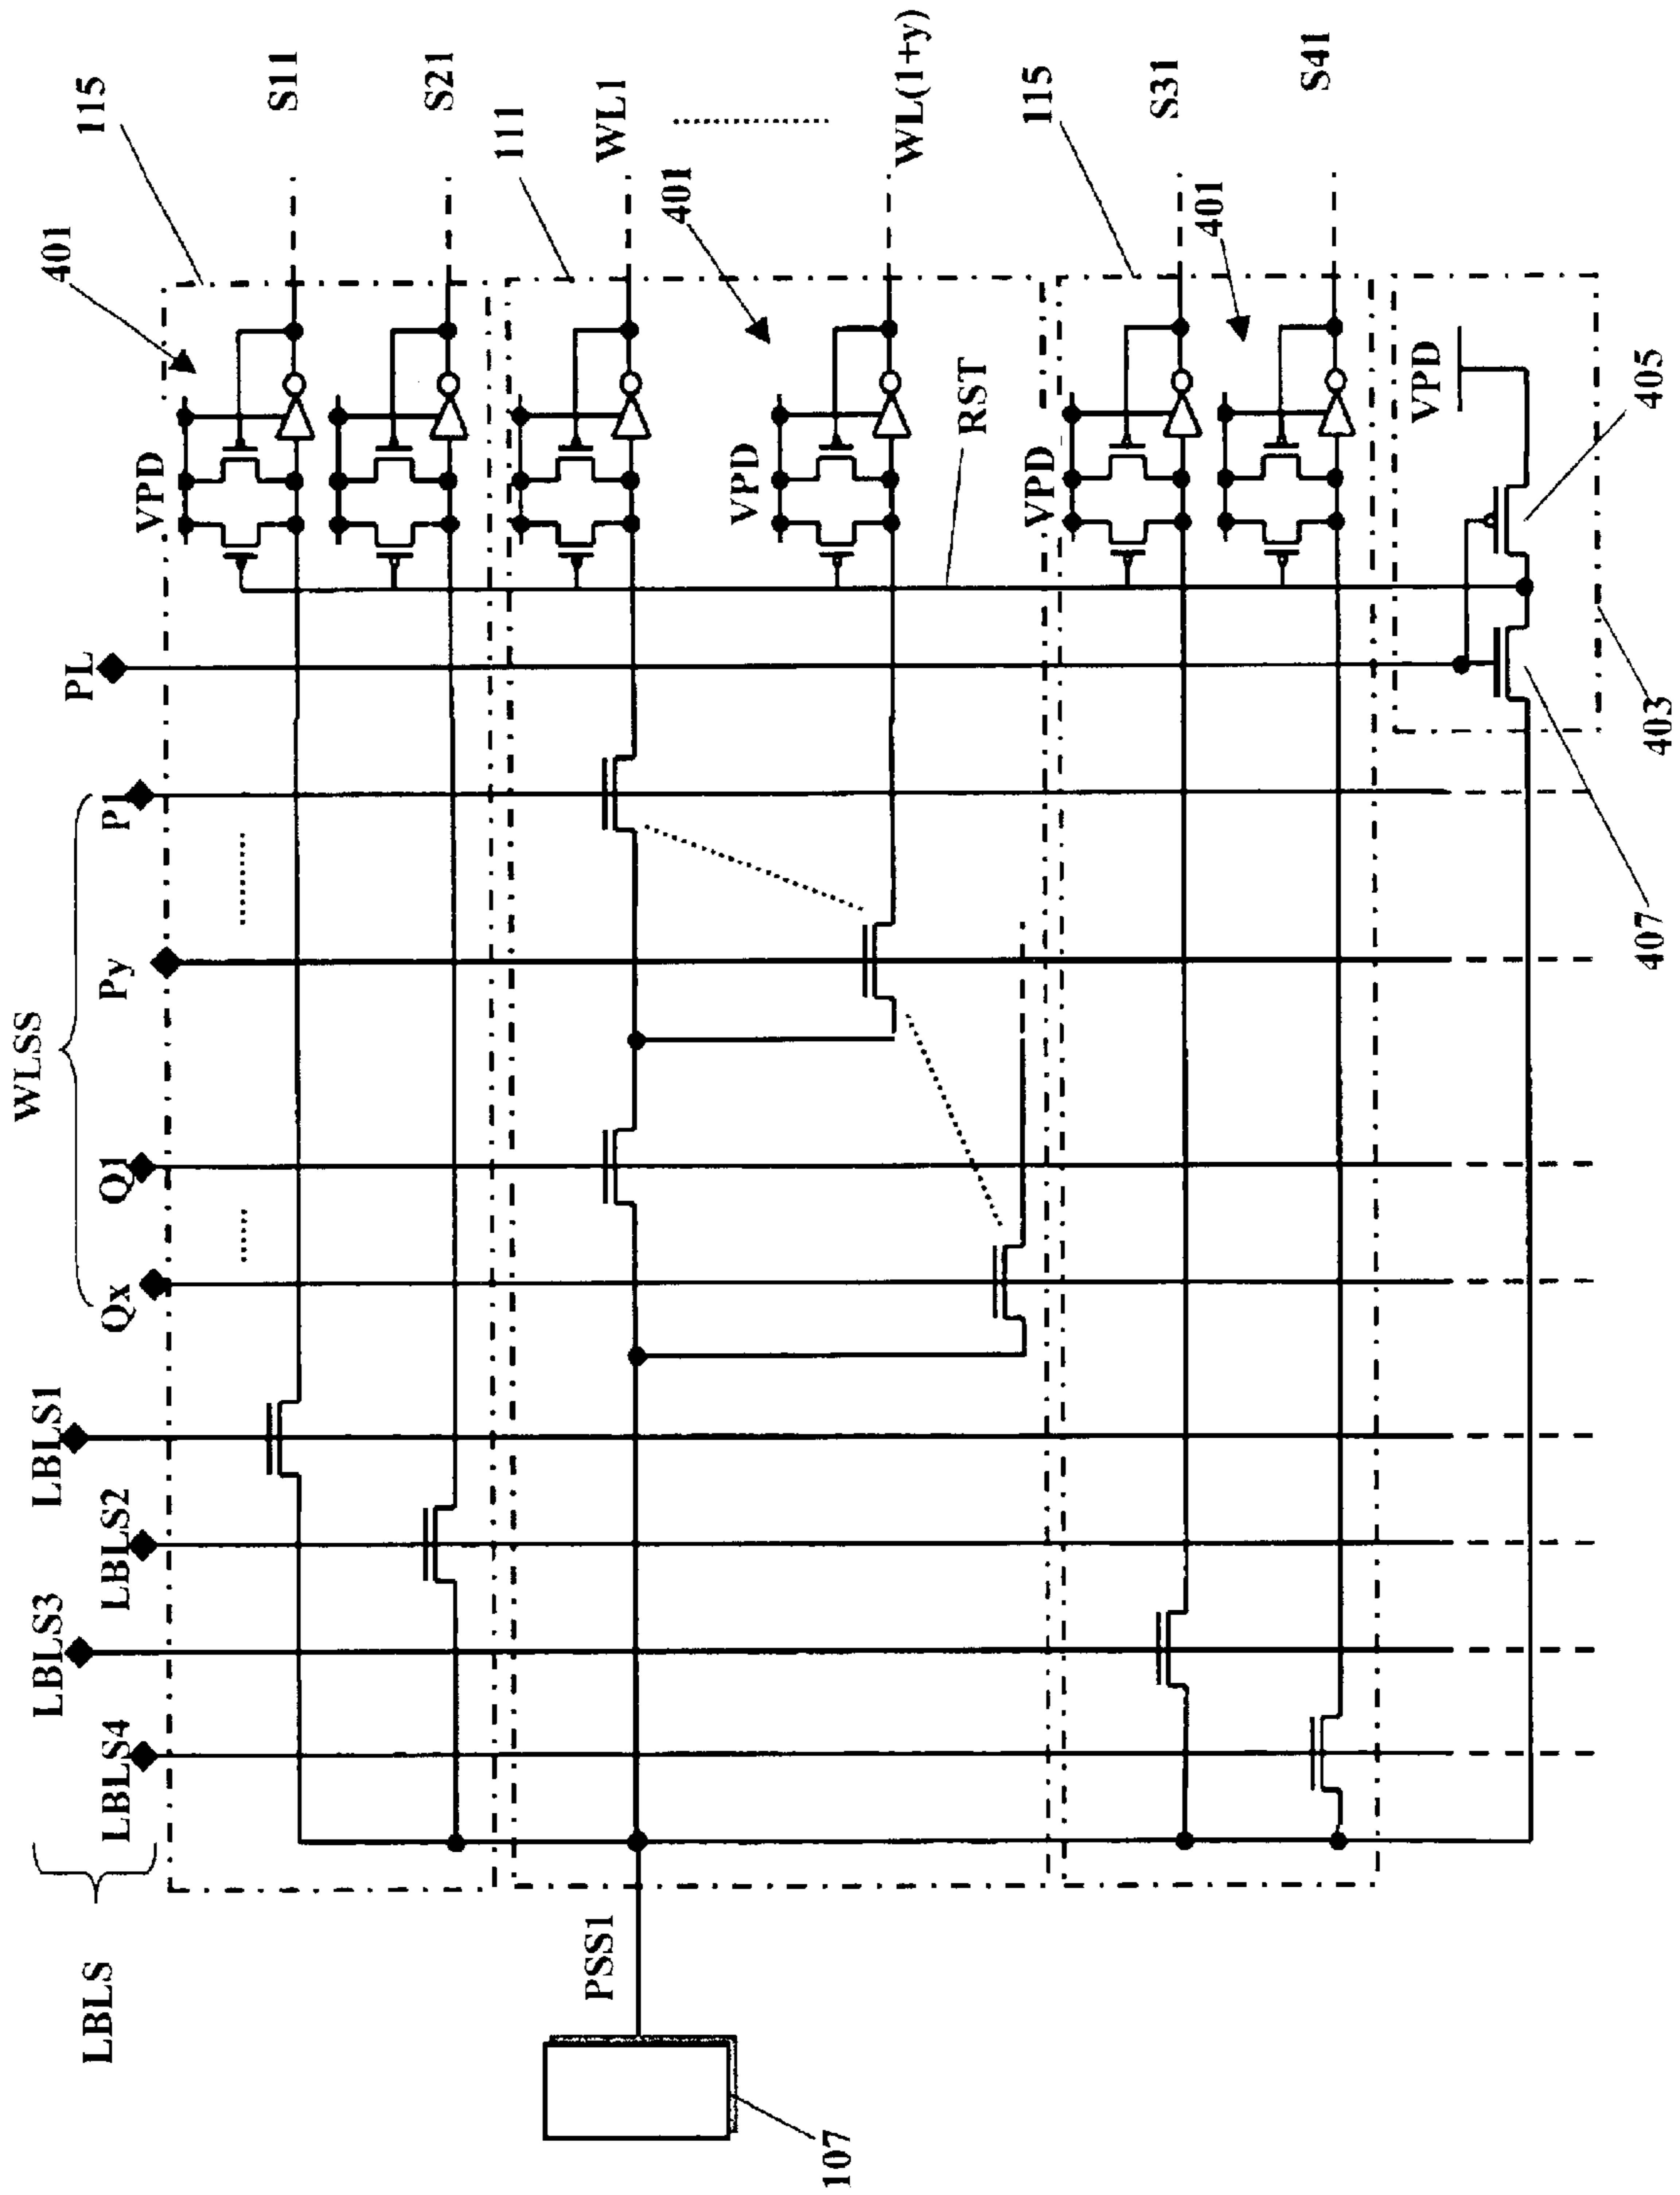 LBLS
LBLS4
LBLS3
LBLS2
LBLS1
WLSS
Qx
Q1
Py
P1
PL
PSS1
107
401
115
S11
VPD
S21
111
WL1
401
VPD
WL(1+y)
RST
115
S31
VPD
401
S41
VPD
405
403
407